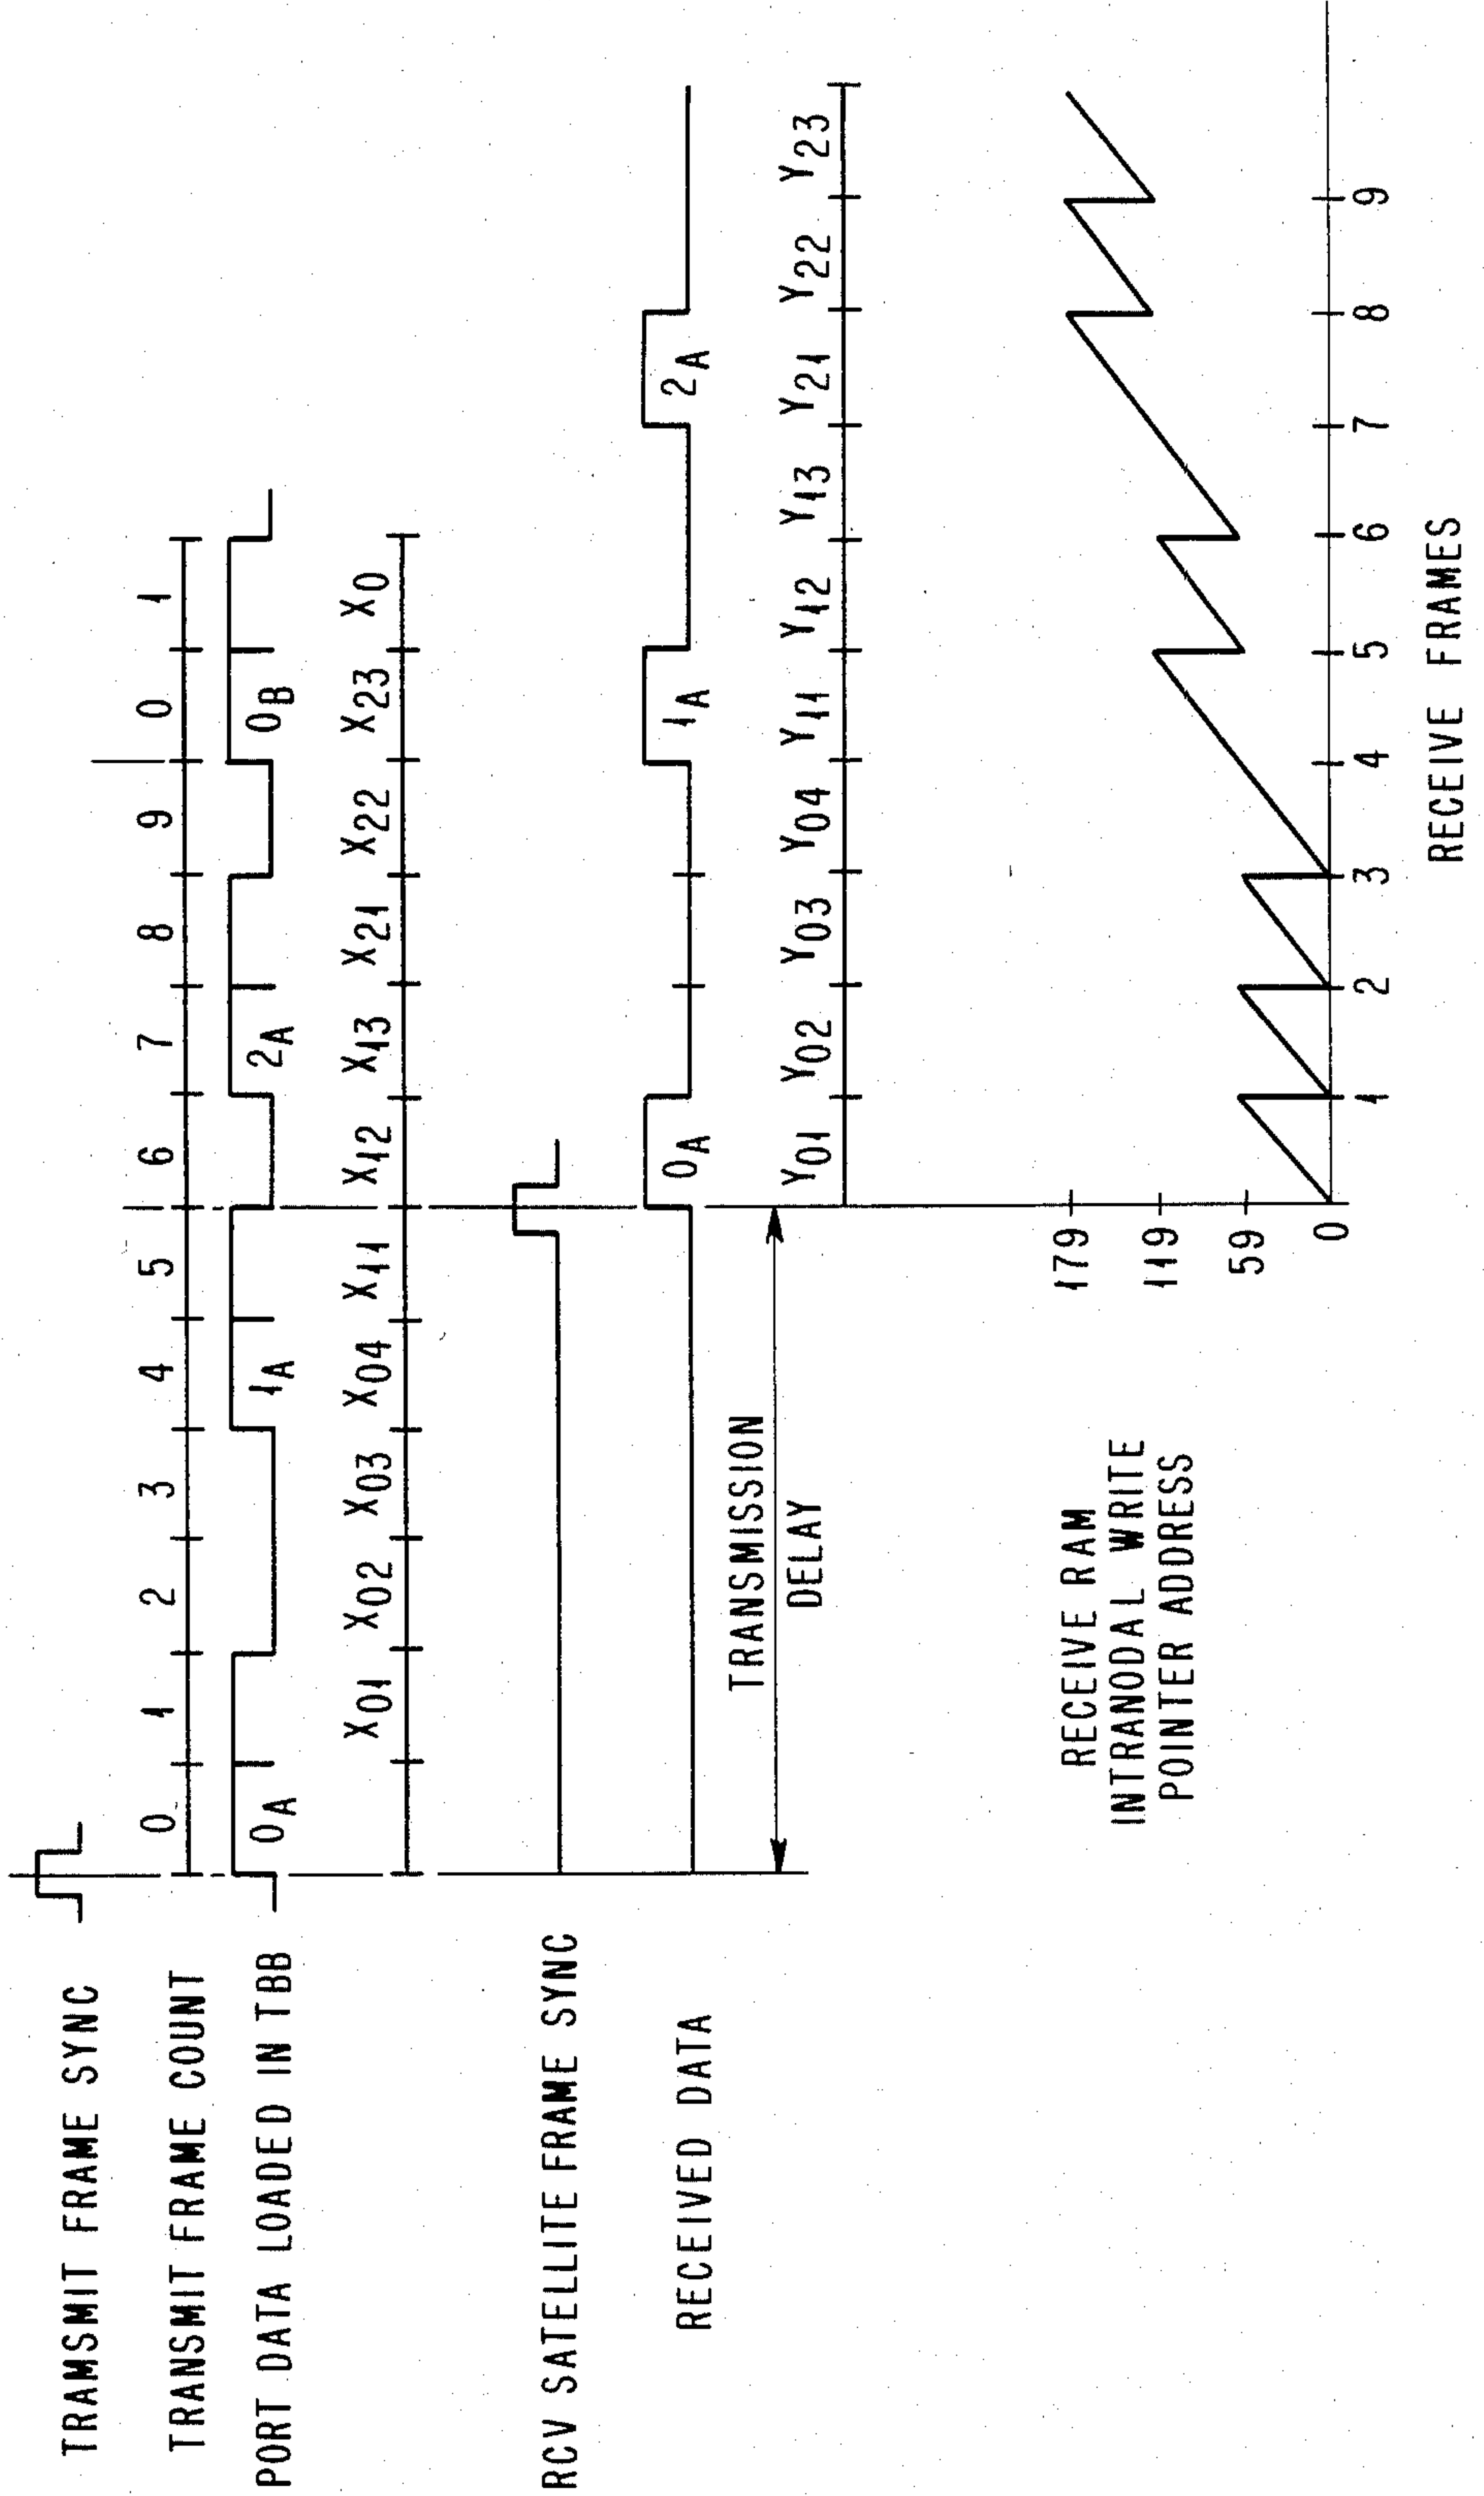 TRAMSMIT FRAME SYNC
TRANSMIT FRAME COUNT
0 1 2 3 4 5 6 7 8 9 0 1
PORT DATA LOADED IN TBB
0A 1A 2A 0B
X01 X02 X03 X04 X11 X12 X13 X21 X22 X23 X0
RCV SATELLITE FRAME SYNC
RECEIVED DATA
0A 1A 2A
TRANSMISSION
DELAY
Y01 Y02 Y03 Y04 Y11 Y12 Y13 Y21 Y22 Y23
RECEIVE RAM
INTRANODAL WRITE
POINTER ADDRESS
179
119
59
0
1 2 3 4 5 6 7 8 9
RECEIVE FRAMES